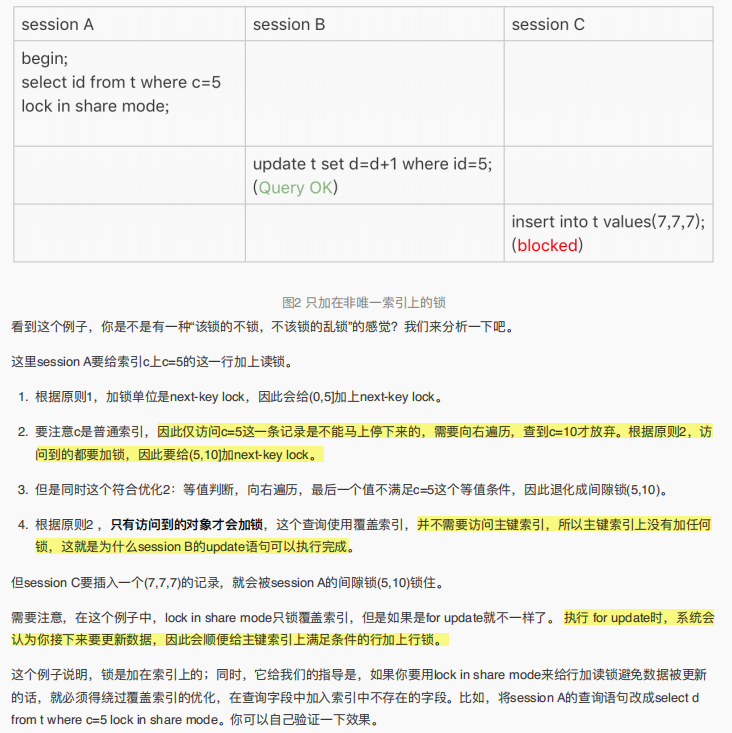 session A session B session C
begin;
select id from t where c=5
lock in share mode;
update t set d=d+1 where id=5;
(Query OK)
insert into t values(7,7,7);
(blocked)
图2 只加在非唯一索引上的锁
看到这个例子，你是不是有一种“该锁的不锁，不该锁的乱锁”的感觉？我们来分析一下吧。
这里session A要给索引c上c=5的这一行加上读锁。
1. 根据原则1，加锁单位是next-key lock，因此会给(0,5]加上next-key lock。
2. 要注意c是普通索引，因此仅访问c=5这一条记录是不能马上停下来的，需要向右遍历，查到c=10才放弃。根据原则2，访
问到的都要加锁，因此要给(5,10]加next-key lock。
3. 但是同时这个符合优化2：等值判断，向右遍历，最后一个值不满足c=5这个等值条件，因此退化成间隙锁(5,10)。
4. 根据原则2 ，只有访问到的对象才会加锁，这个查询使用覆盖索引，并不需要访问主键索引，所以主键索引上没有加任何
锁，这就是为什么session B的update语句可以执行完成。
但session C要插入一个(7,7,7)的记录，就会被session A的间隙锁(5,10)锁住。
需要注意，在这个例子中，lock in share mode只锁覆盖索引，但是如果是for update就不一样了。 执行 for update时，系统会
认为你接下来要更新数据，因此会顺便给主键索引上满足条件的行加上行锁。
这个例子说明，锁是加在索引上的；同时，它给我们的指导是，如果你要用lock in share mode来给行加读锁避免数据被更新
的话，就必须得绕过覆盖索引的优化，在查询字段中加入索引中不存在的字段。比如，将session A的查询语句改成select d
from t where c=5 lock in share mode。你可以自己验证一下效果。